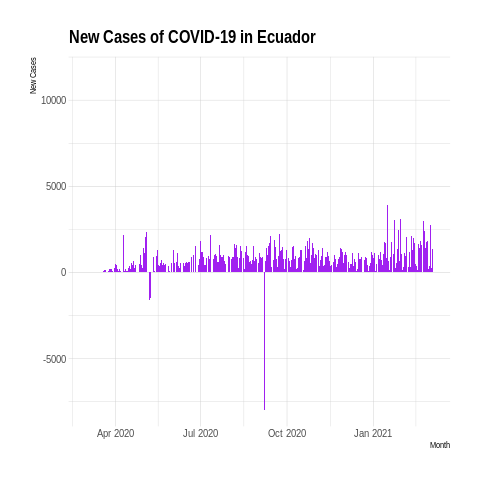 New Cases of COVID-19 in Ecuador
New Cases
10000
5000
0
-5000
Apr 2020
Jul 2020
Oct 2020
Jan 2021
Month